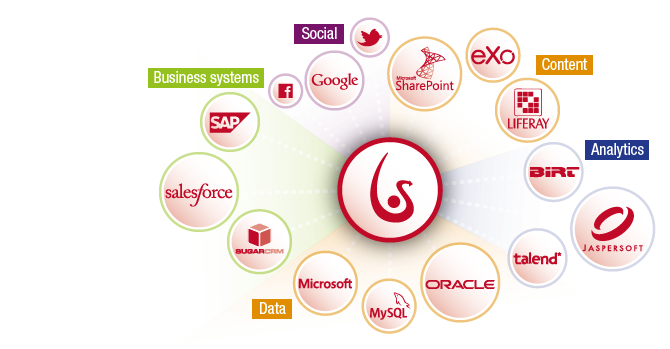 Social
Google
Microsoft
SharePoint
eXo
Content
LIFERAY
Business systems
SAP
salesforce
SUGARCRM
Analytics
BiRT
JASPERSOFT
talend*
Data
Microsoft
MySQL
ORACLE